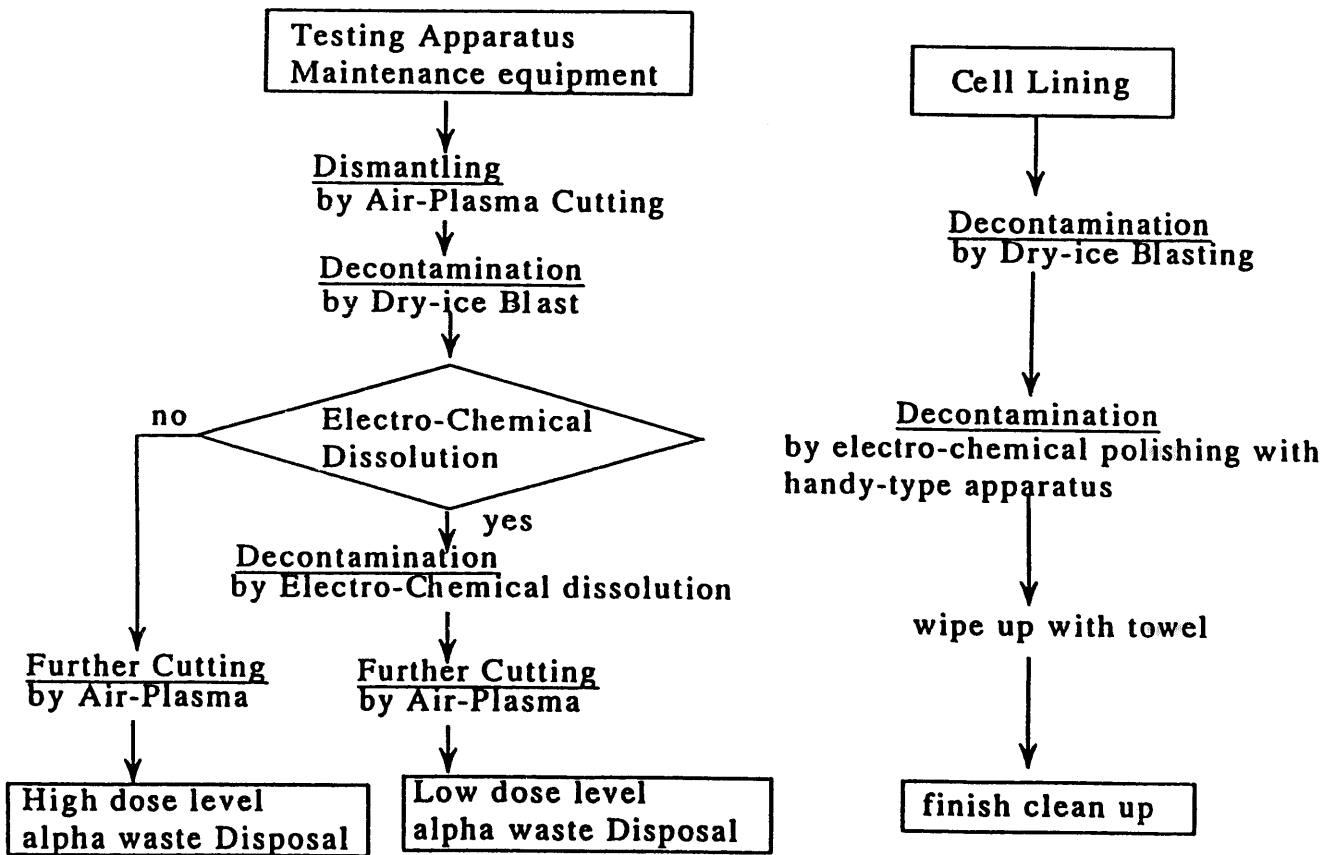 Testing Apparatus
Maintenance equipment
Dismantling
by Air-Plasma Cutting
Decontamination
by Dry-ice Blast
Electro-Chemical
Dissolution
no
yes
Decontamination
by Electro-Chemical dissolution
Further Cutting
by Air-Plasma
Further Cutting
by Air-Plasma
High dose level
alpha waste Disposal
Low dose level
alpha waste Disposal
Cell Lining
Decontamination
by Dry-ice Blasting
Decontamination
by electro-chemical polishing with
handy-type apparatus
wipe up with towel
finish clean up